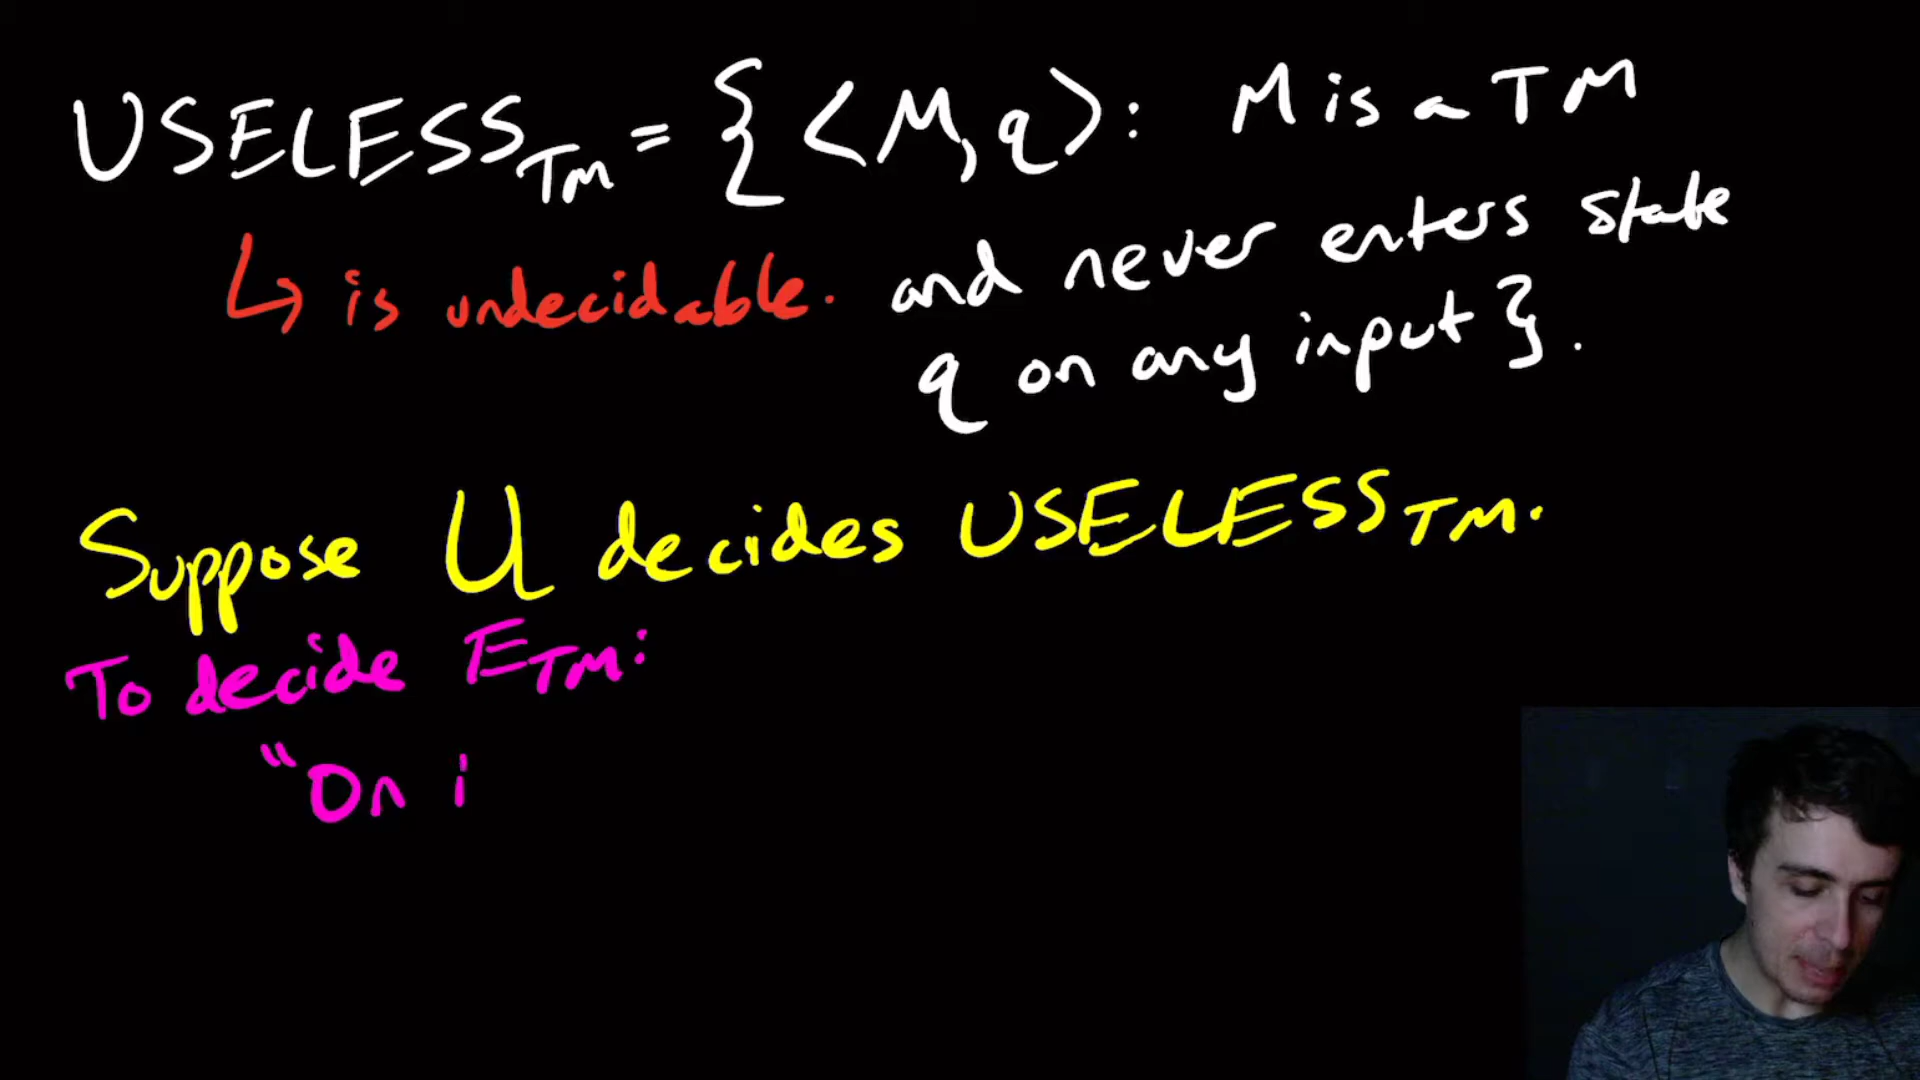 USELESS_TM = { <M, q> : M is a TM
and never enters state
q on any input }.
↳ is undecidable.
Suppose U decides USELESS_TM.
To decide E_TM:
"On i